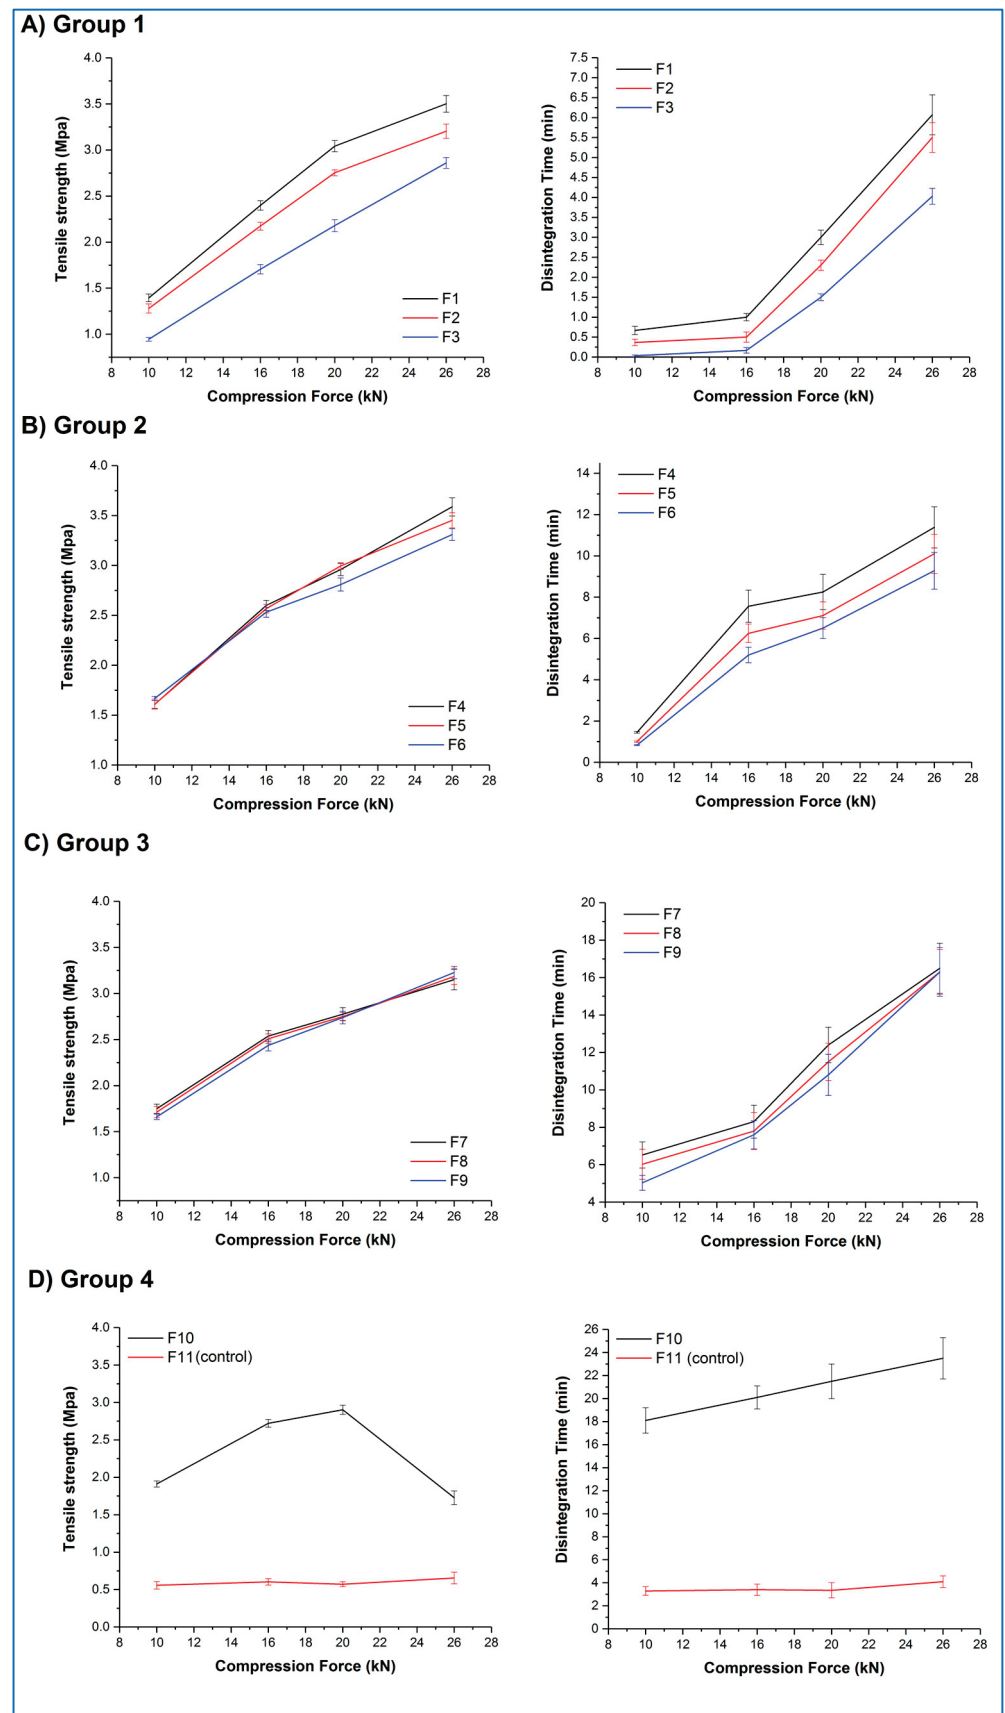 A) Group 1
4.0
3.5
3.0
2.5
2.0
1.5
1.0
Tensile strength (Mpa)
F1
F2
F3
8 10 12 14 16 18 20 22 24 26 28
Compression Force (kN)
7.5
7.0
6.5
6.0
5.5
5.0
4.5
4.0
3.5
3.0
2.5
2.0
1.5
1.0
0.5
0.0
Disintegration Time (min)
F1
F2
F3
8 10 12 14 16 18 20 22 24 26 28
Compression Force (kN)
B) Group 2
4.0
3.5
3.0
2.5
2.0
1.5
1.0
Tensile strength (Mpa)
F4
F5
F6
8 10 12 14 16 18 20 22 24 26 28
Compression Force (kN)
14
12
10
8
6
4
2
0
Disintegration Time (min)
F4
F5
F6
8 10 12 14 16 18 20 22 24 26 28
Compression Force (kN)
C) Group 3
4.0
3.5
3.0
2.5
2.0
1.5
1.0
Tensile strength (Mpa)
F7
F8
F9
8 10 12 14 16 18 20 22 24 26 28
Compression Force (kN)
20
18
16
14
12
10
8
6
4
Disintegration Time (min)
F7
F8
F9
8 10 12 14 16 18 20 22 24 26 28
Compression Force (kN)
D) Group 4
4.0
3.5
3.0
2.5
2.0
1.5
1.0
0.5
0.0
Tensile strength (Mpa)
F10
F11(control)
8 10 12 14 16 18 20 22 24 26 28
Compression Force (kN)
26
24
22
20
18
16
14
12
10
8
6
4
2
0
Disintegration Time (min)
F10
F11 (control)
8 10 12 14 16 18 20 22 24 26 28
Compression Force (kN)